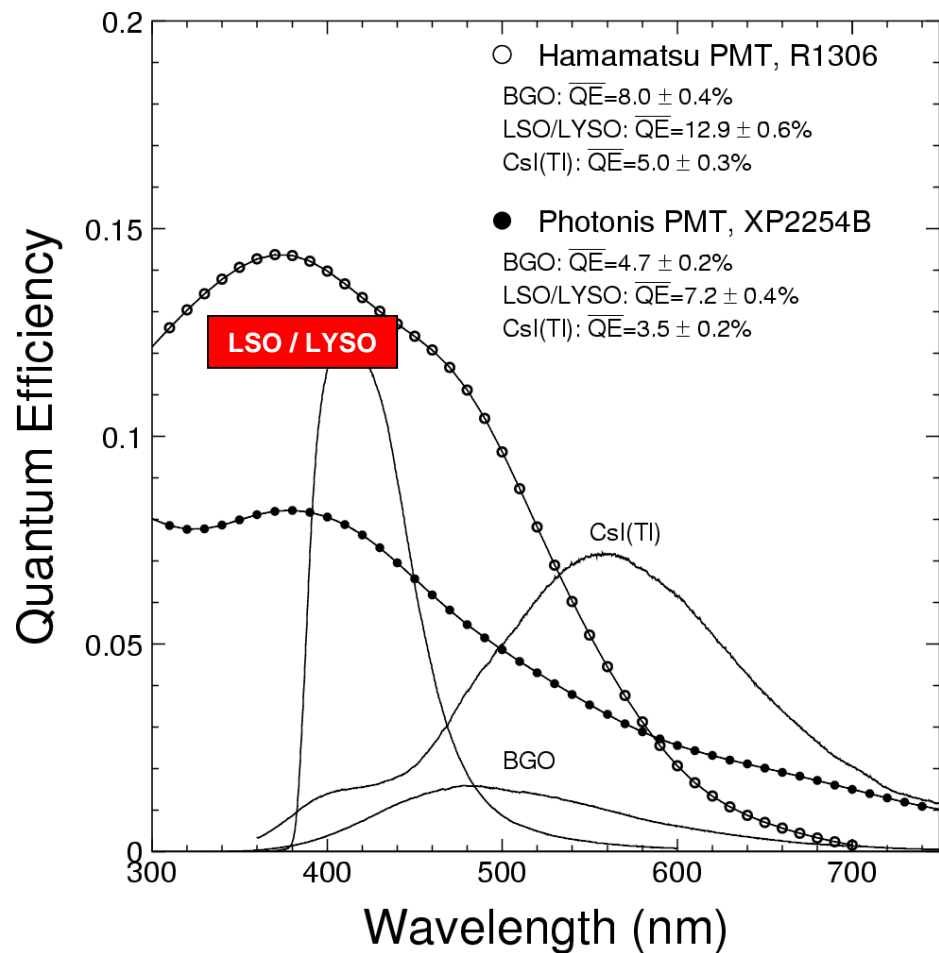 0.2
○ Hamamatsu PMT, R1306
BGO: QE=8.0 ± 0.4%
LSO/LYSO: QE=12.9 ± 0.6%
CsI(Tl): QE=5.0 ± 0.3%
● Photonis PMT, XP2254B
BGO: QE=4.7 ± 0.2%
LSO/LYSO: QE=7.2 ± 0.4%
CsI(Tl): QE=3.5 ± 0.2%
0.15
LSO / LYSO
0.1
CsI(Tl)
0.05
BGO
0
300 400 500 600 700
Quantum Efficiency
Wavelength (nm)